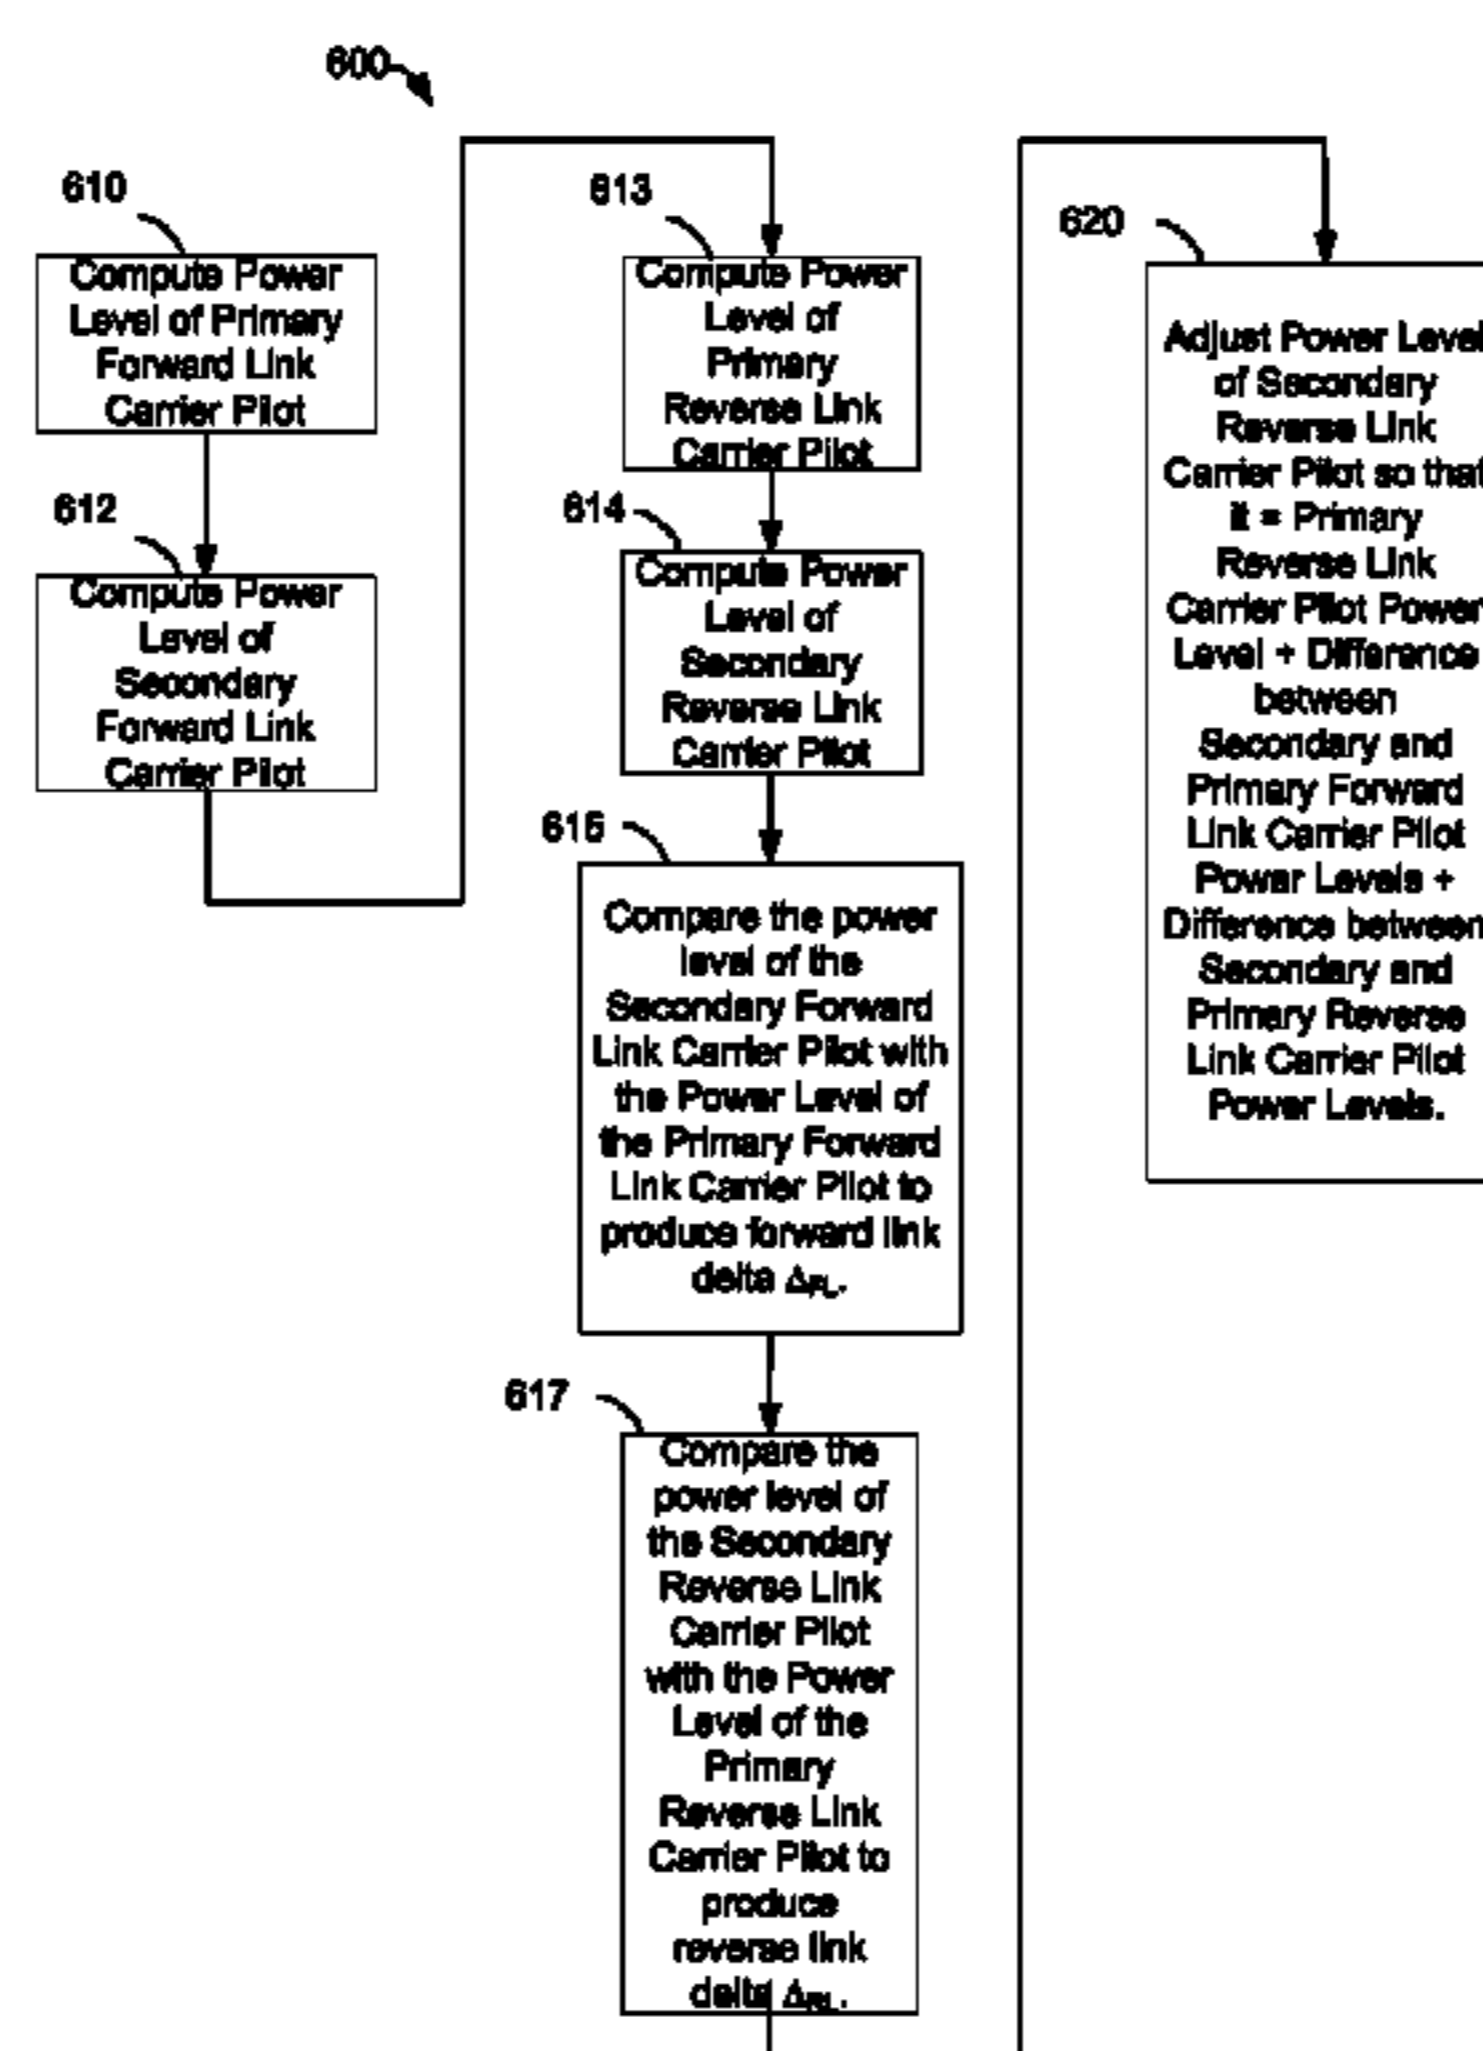 600
610
Compute Power
Level of Primary
Forward Link
Carrier Pilot
612
Compute Power
Level of
Secondary
Forward Link
Carrier Pilot
613
Compute Power
Level of
Primary
Reverse Link
Carrier Pilot
614
Compute Power
Level of
Secondary
Reverse Link
Carrier Pilot
Compare the power
level of the
Secondary Forward
Link Carrier Pilot with
the Power Level of
the Primary Forward
Link Carrier Pilot to
produce forward link
delta Δ_FL.
617
Compare the
power level of
the Secondary
Reverse Link
Carrier Pilot
with the Power
Level of the
Primary
Reverse Link
Carrier Pilot to
produce
reverse link
delta Δ_RL.
620
Adjust Power Level
of Secondary
Reverse Link
Carrier Pilot so that
it = Primary
Reverse Link
Carrier Pilot Power
Level + Difference
between
Secondary and
Primary Forward
Link Carrier Pilot
Power Levels +
Difference between
Secondary and
Primary Reverse
Link Carrier Pilot
Power Levels.